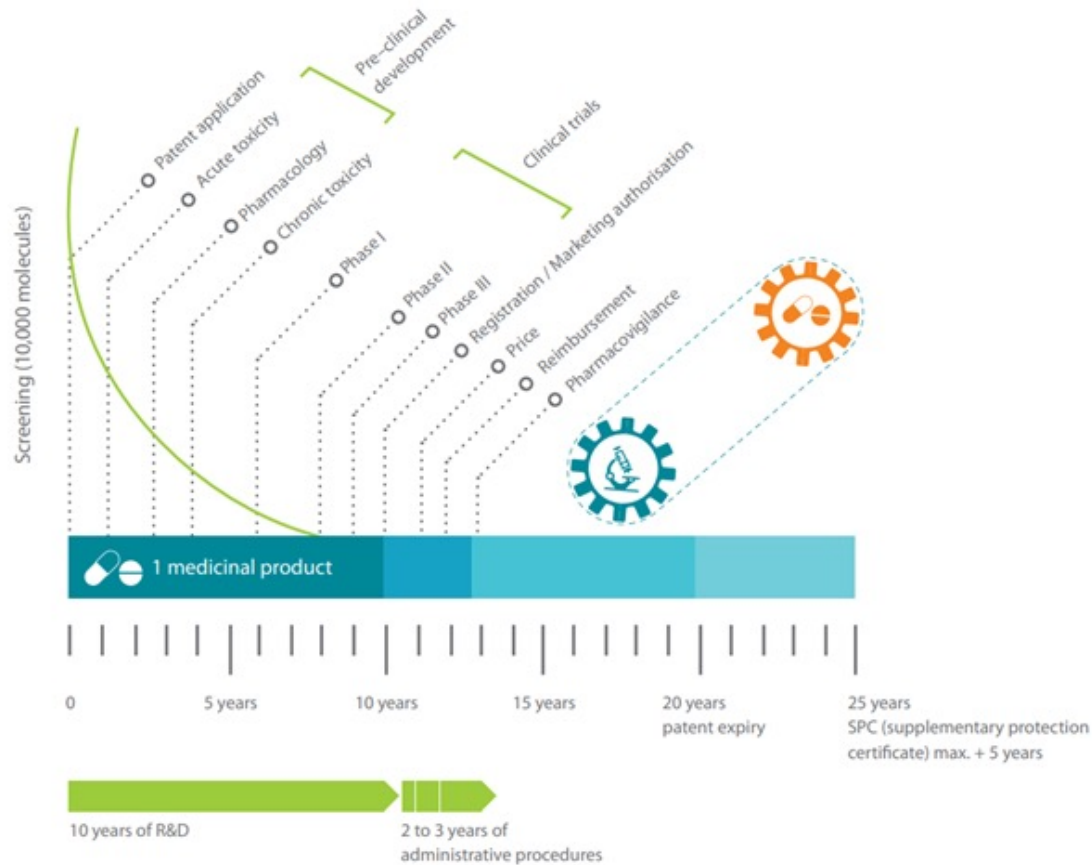 Screening (10,000 molecules)
Patent application
Acute toxicity
Pharmacology
Chronic toxicity
Pre–clinical
development
Phase I
Phase II
Phase III
Clinical trials
Registration / Marketing authorisation
Price
Reimbursement
Pharmacovigilance
1 medicinal product
0
5 years
10 years
15 years
20 years
patent expiry
25 years
SPC (supplementary protection
certificate) max. + 5 years
10 years of R&D
2 to 3 years of
administrative procedures